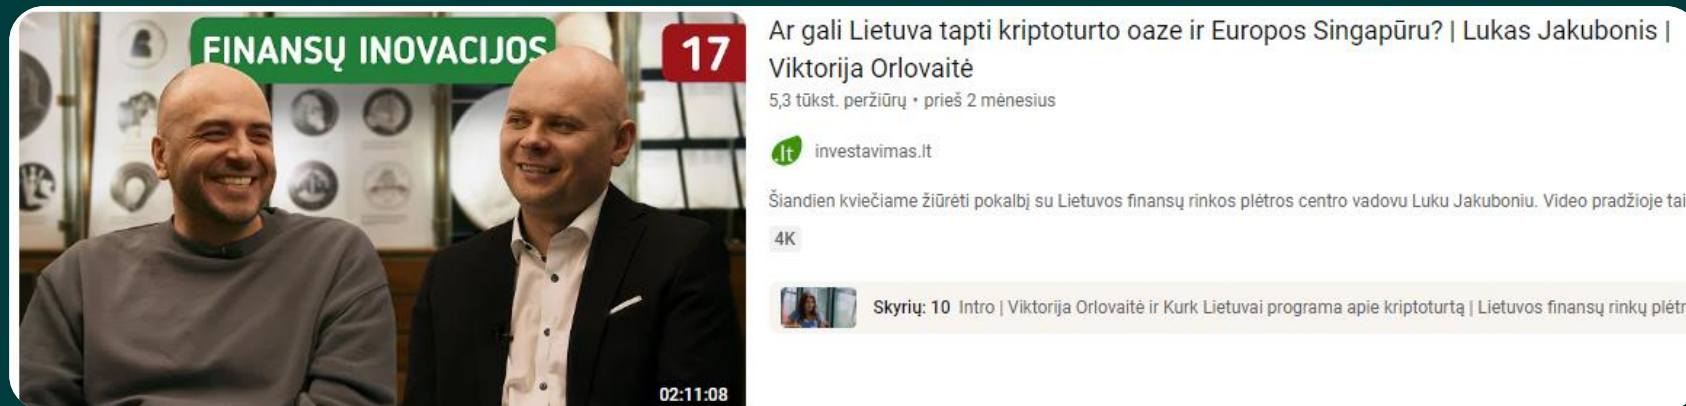 FINANSŲ INOVACIJOS
17
02:11:08
Ar gali Lietuva tapti kriptoturto oaze ir Europos Singapūru? | Lukas Jakubonis |
Viktorija Orlovaitė
5,3 tūkst. peržiūrų • prieš 2 mėnesius
.lt investavimas.lt
Šiandien kviečiame žiūrėti pokalbį su Lietuvos finansų rinkos plėtros centro vadovu Luku Jakuboniu. Video pradžioje tai
4K
Skyrių: 10 Intro | Viktorija Orlovaitė ir Kurk Lietuvai programa apie kriptoturtą | Lietuvos finansų rinkų plėtr